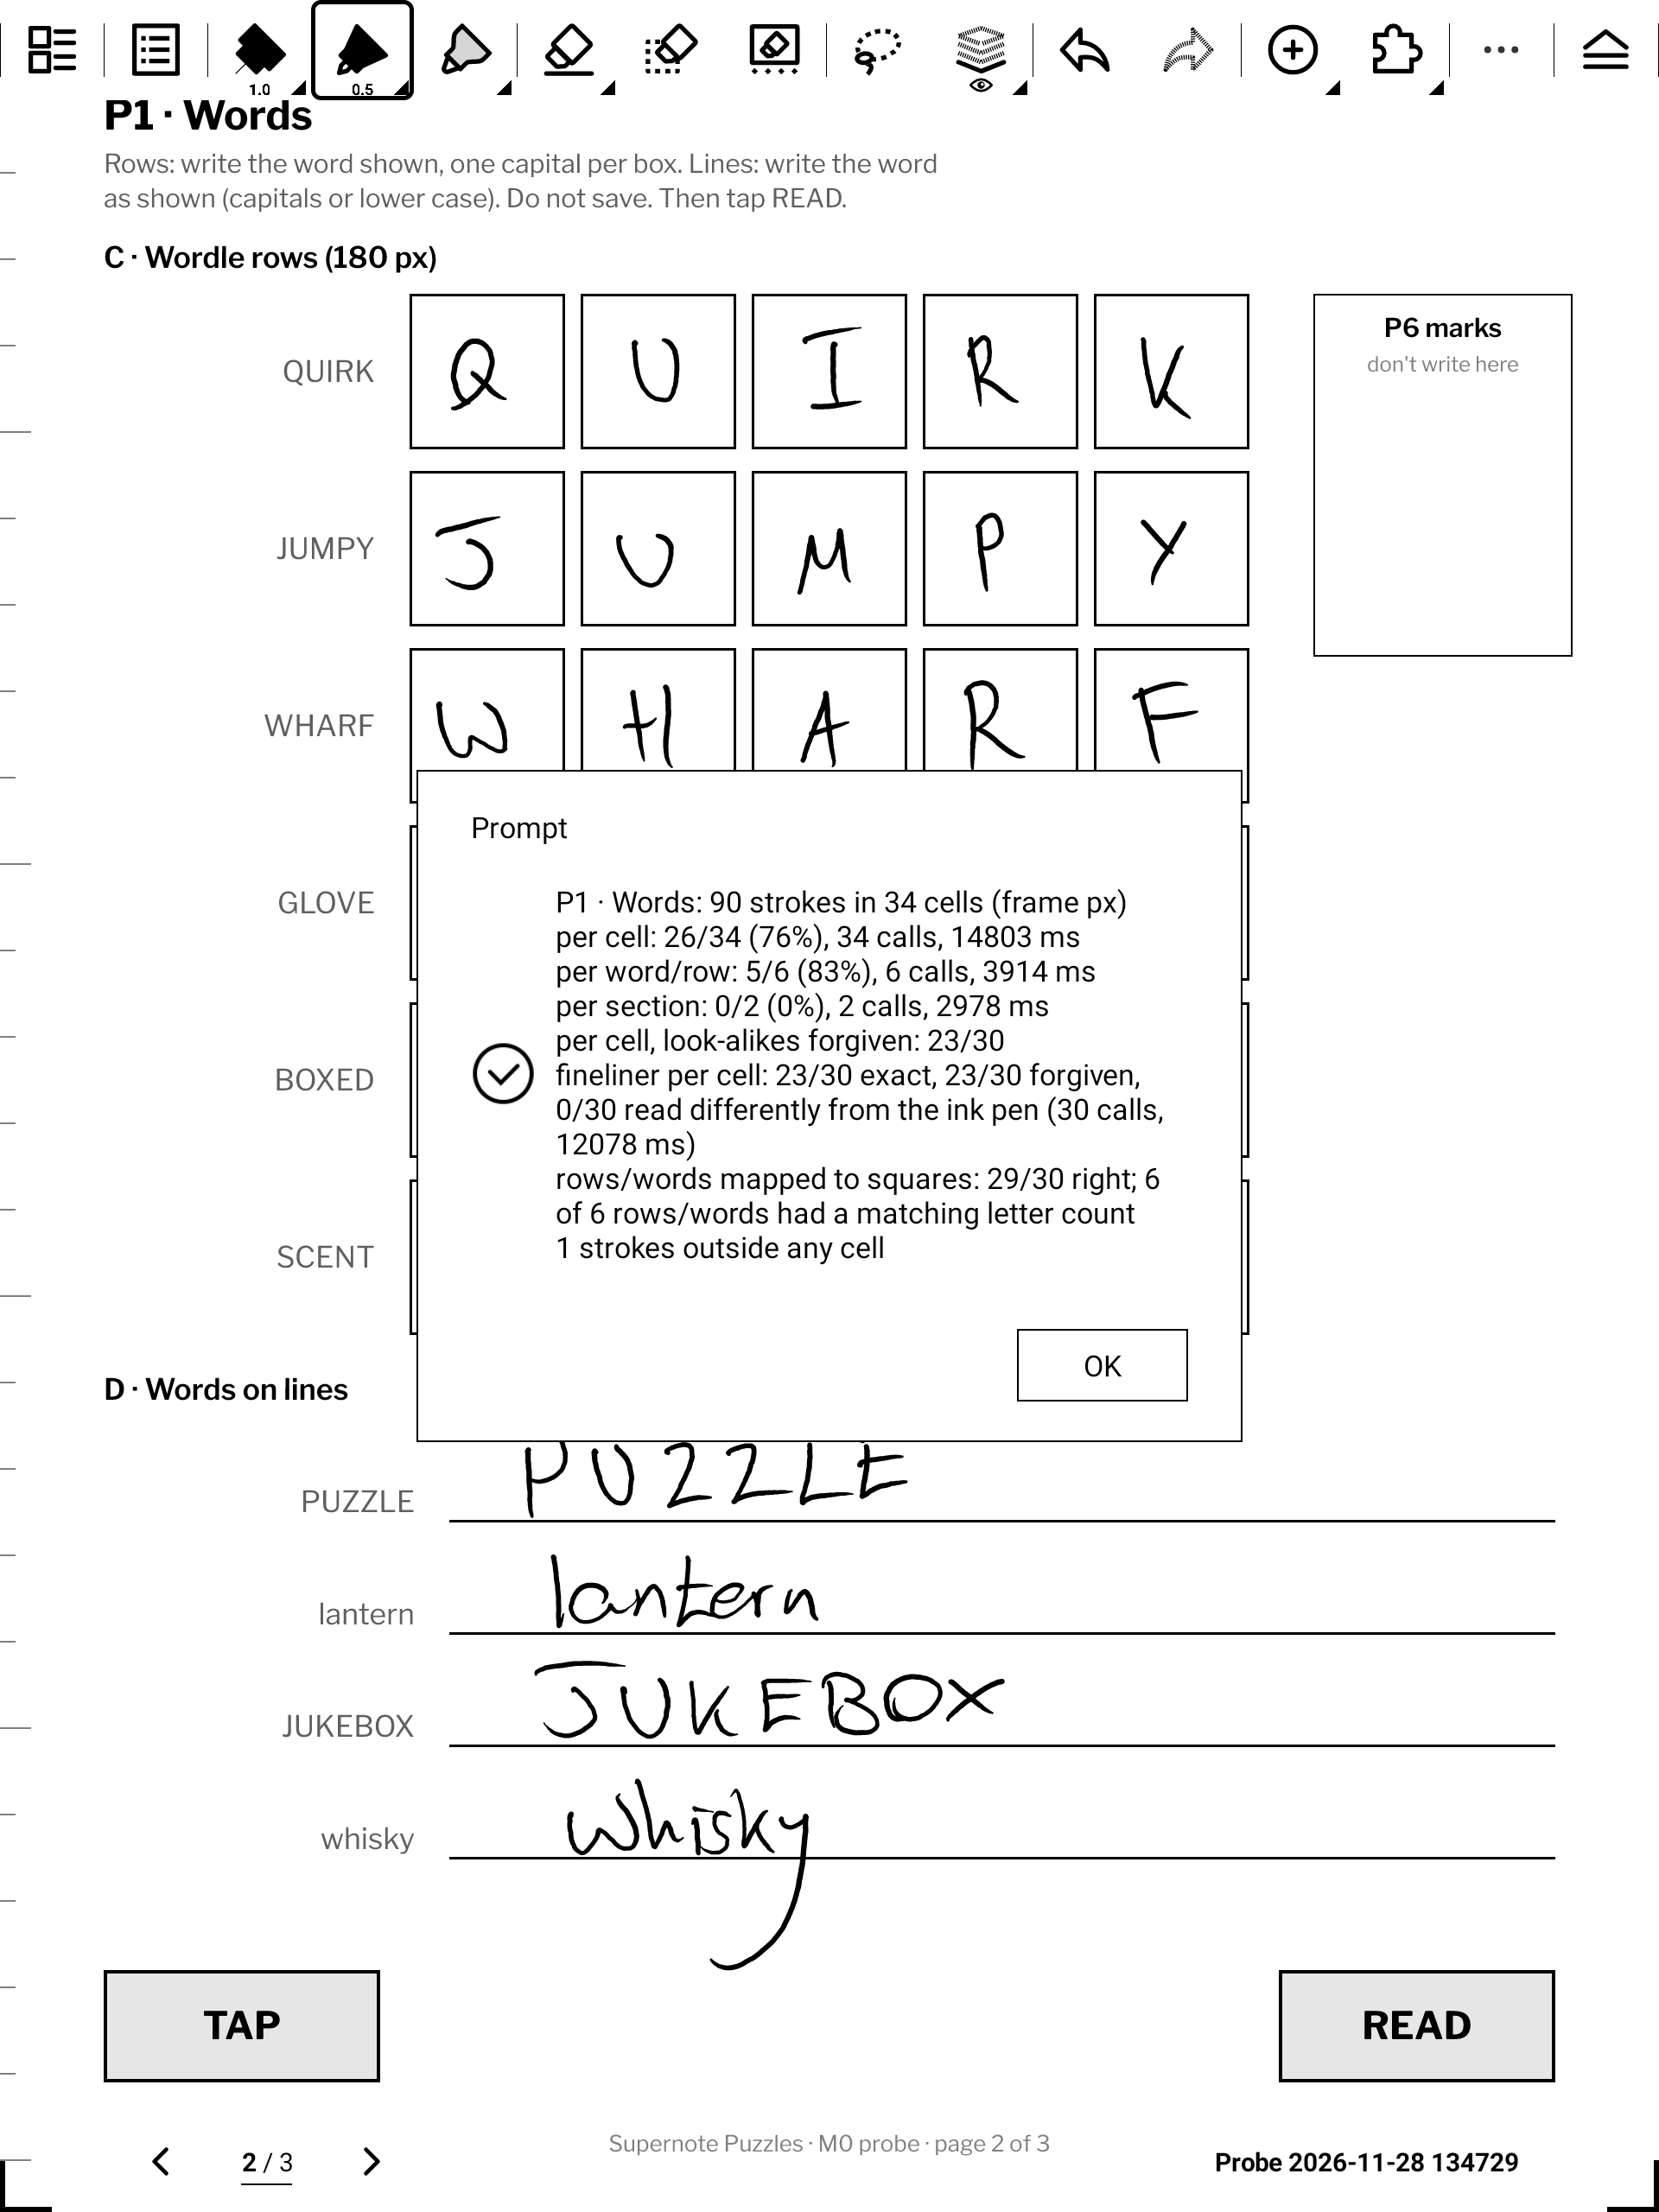 1.0
0.5
P1 · Words
Rows: write the word shown, one capital per box. Lines: write the word
as shown (capitals or lower case). Do not save. Then tap READ.
C · Wordle rows (180 px)
QUIRK Q U I R K
P6 marks
don't write here
JUMPY J U M P Y
WHARF W H A R F
GLOVE
BOXED
SCENT
Prompt
P1 · Words: 90 strokes in 34 cells (frame px)
per cell: 26/34 (76%), 34 calls, 14803 ms
per word/row: 5/6 (83%), 6 calls, 3914 ms
per section: 0/2 (0%), 2 calls, 2978 ms
per cell, look-alikes forgiven: 23/30
fineliner per cell: 23/30 exact, 23/30 forgiven,
0/30 read differently from the ink pen (30 calls,
12078 ms)
rows/words mapped to squares: 29/30 right; 6
of 6 rows/words had a matching letter count
1 strokes outside any cell
OK
D · Words on lines
PUZZLE PUZZLE
lantern lantern
JUKEBOX JUKEBOX
whisky whisky
TAP
READ
2 / 3
Supernote Puzzles · M0 probe · page 2 of 3
Probe 2026-11-28 134729